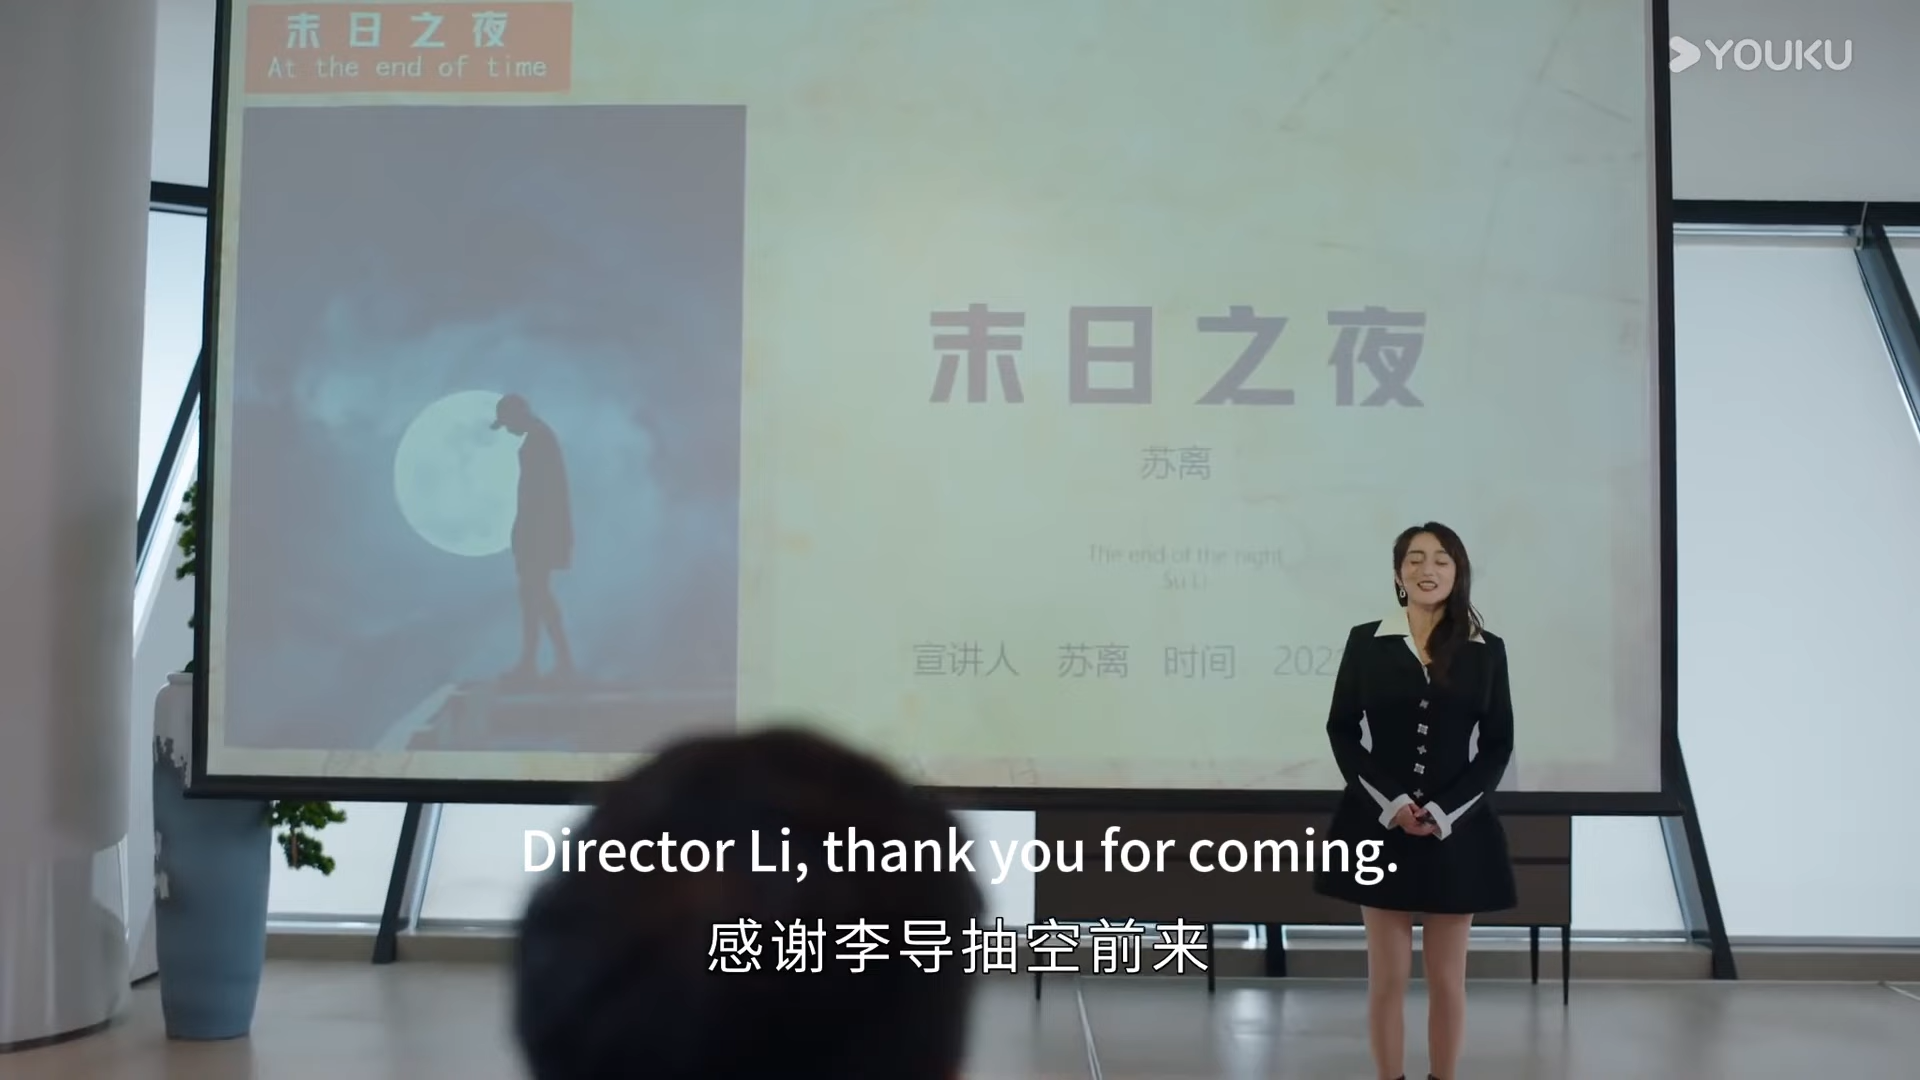 末日之夜
At the end of time
YOUKU
末日之夜
苏离
The end of the night
Su Li
宣讲人 苏离 时间 202
Director Li, thank you for coming.
感谢李导抽空前来